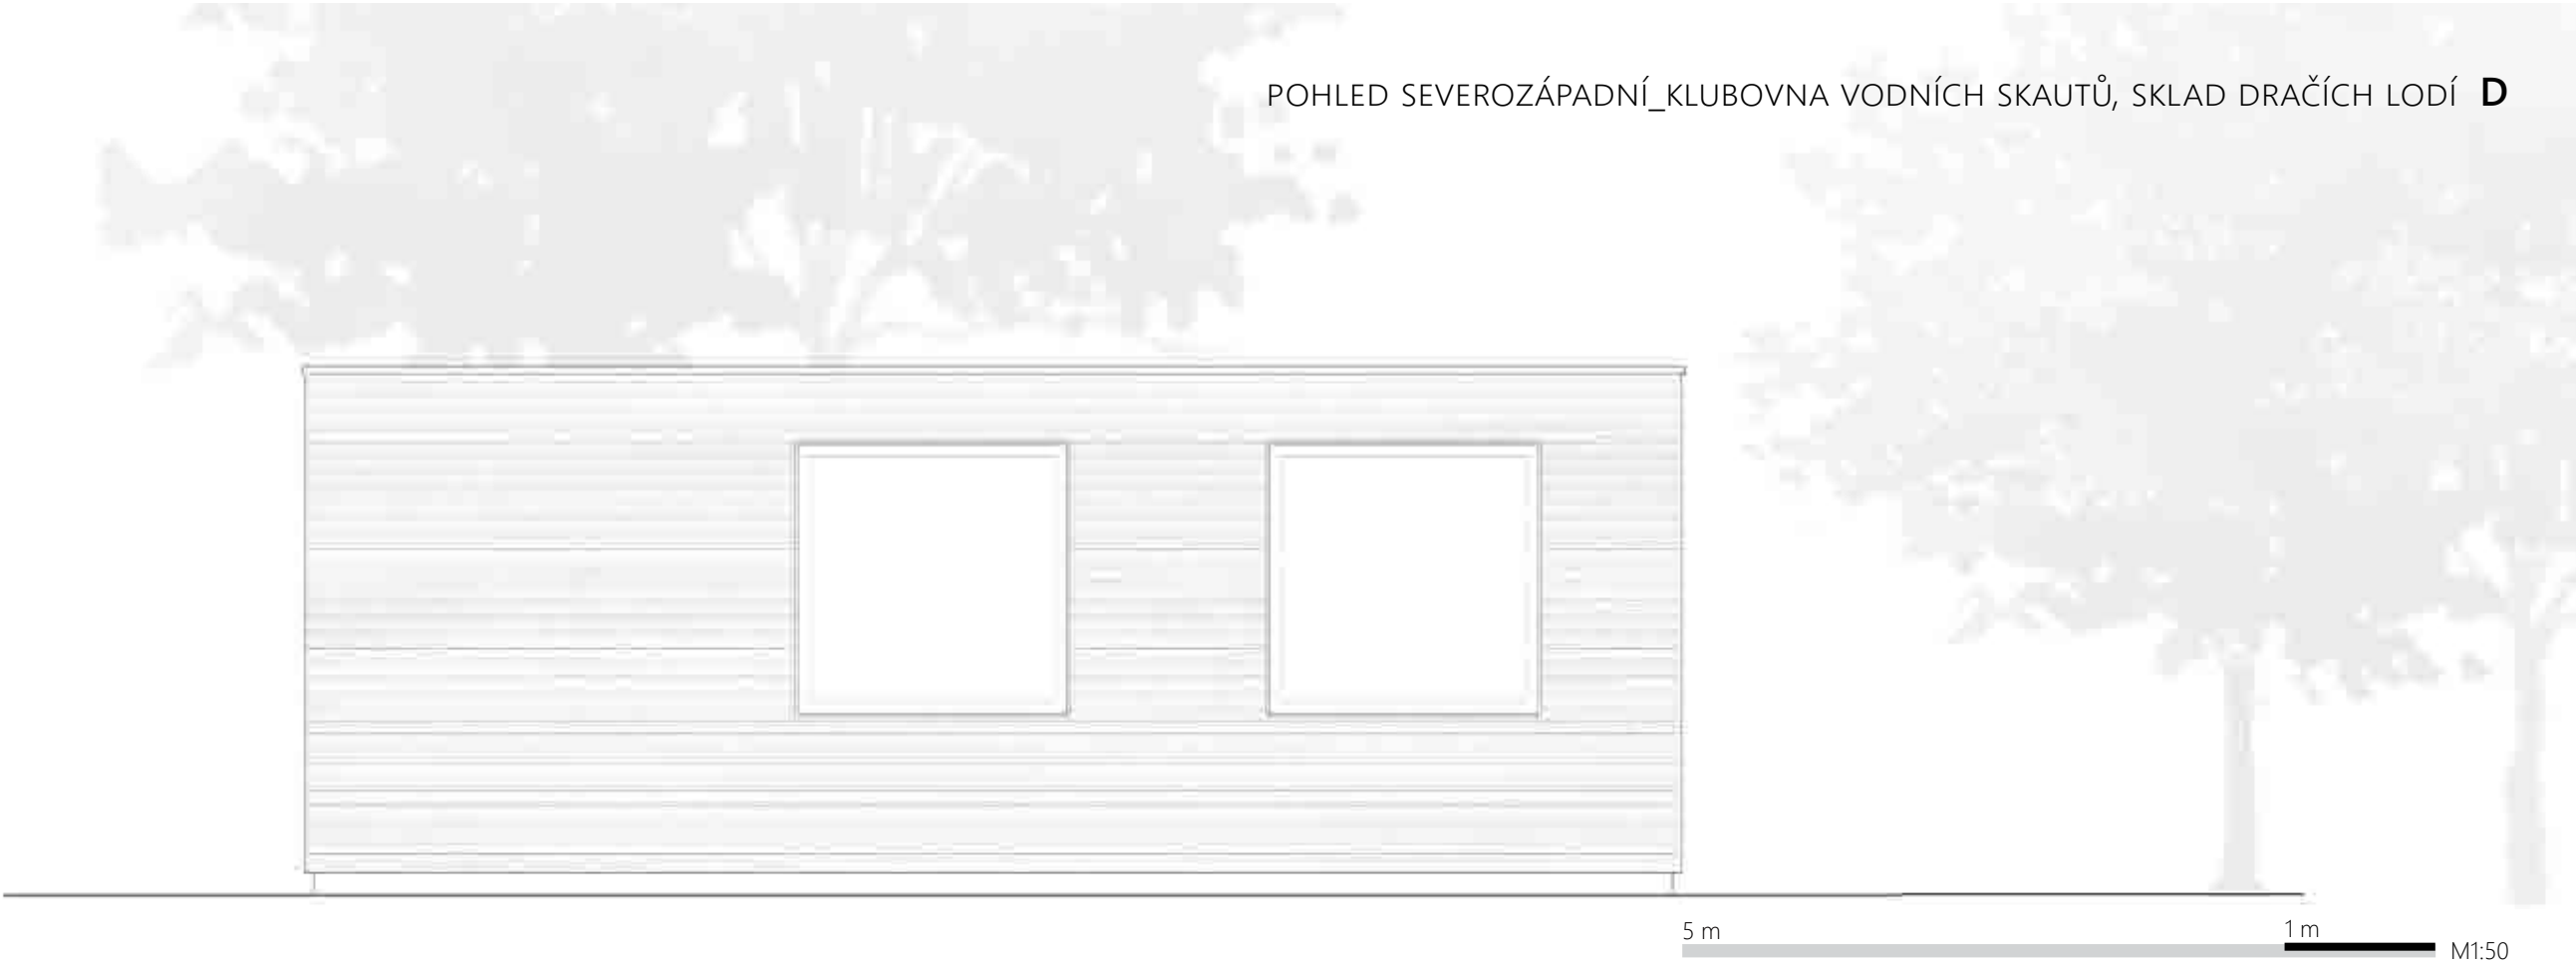 POHLED SEVEROZÁPADNÍ_KLUBOVNA VODNÍCH SKAUTŮ, SKLAD DRAČÍCH LODÍ D
5 m 1 m
M1:50